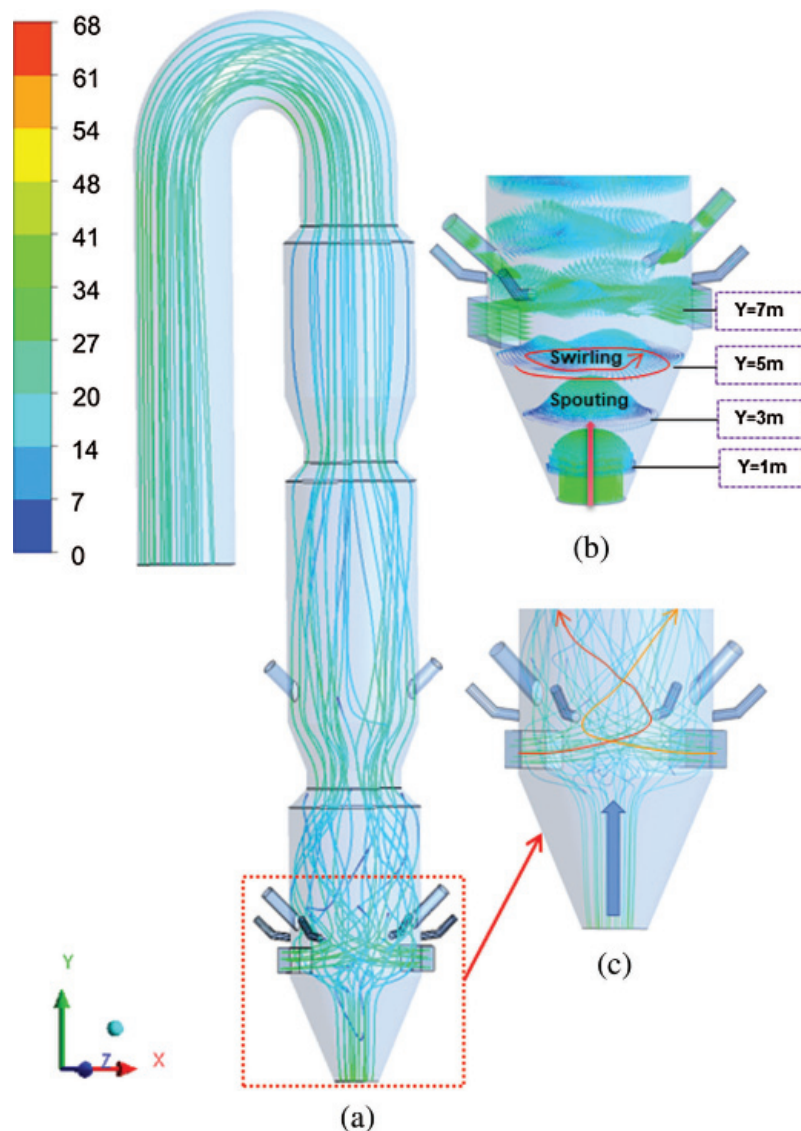 68
61
54
48
41
34
27
20
14
7
0
Swirling
Spouting
Y=7m
Y=5m
Y=3m
Y=1m
(b)
(c)
Y
Z
X
(a)